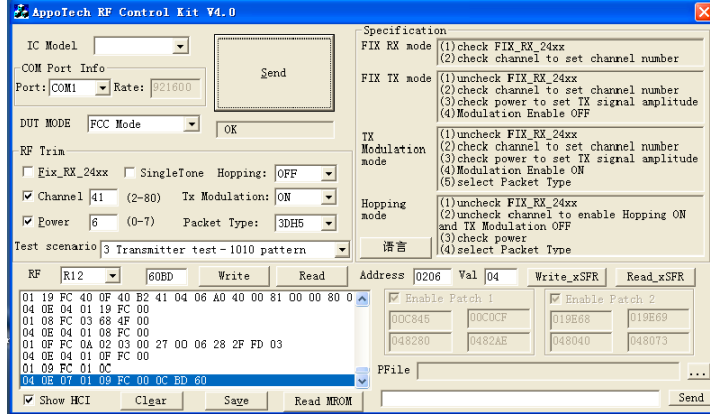 AppoTech RF Control Kit V4.0
IC Model
COM Port Info
Port: COM1 Rate: 921600
Send
DUT MODE FCC Mode
OK
RF Trim
Fix_RX_24xx SingleTone Hopping: OFF
Channel 41 (2-80) Tx Modulation: ON
Power 6 (0-7) Packet Type: 3DH5
Test scenario 3 Transmitter test-1010 pattern
Specification
FIX RX mode (1)check FIX_RX_24xx
(2)check channel to set channel number
FIX TX mode (1)uncheck FIX_RX_24xx
(2)check channel to set channel number
(3)check power to set TX signal amplitude
(4)Modulation Enable OFF
TX Modulation mode
(1)uncheck FIX_RX_24xx
(2)check channel to set channel number
(3)check power to set TX signal amplitude
(4)Modulation Enable ON
(5)select Packet Type
Hopping mode
(1)uncheck FIX_RX_24xx
(2)uncheck channel to enable Hopping ON
and TX Modulation OFF
(3)check power
(4)select Packet Type
语言
RF R12 60BD Write Read
Address 0206 Val 04 Write_xSFR Read_xSFR
01 19 FC 40 0F 40 B2 41 04 06 A0 40 00 81 00 00 80 0
04 0E 04 01 19 FC 00
01 08 FC 03 68 4F 00
04 0E 04 01 08 FC 00
01 0F FC 0A 02 03 00 27 00 06 28 2F FD 03
04 0E 04 01 0F FC 00
01 09 FC 01 0C
04 0E 07 01 09 FC 00 0C BD 60
Enable Patch 1
00C845 00C0CF
048280 0482AE
Enable Patch 2
019E68 019E69
048040 048073
PFile ...
Show HCI Clear Save Read MROM
Send